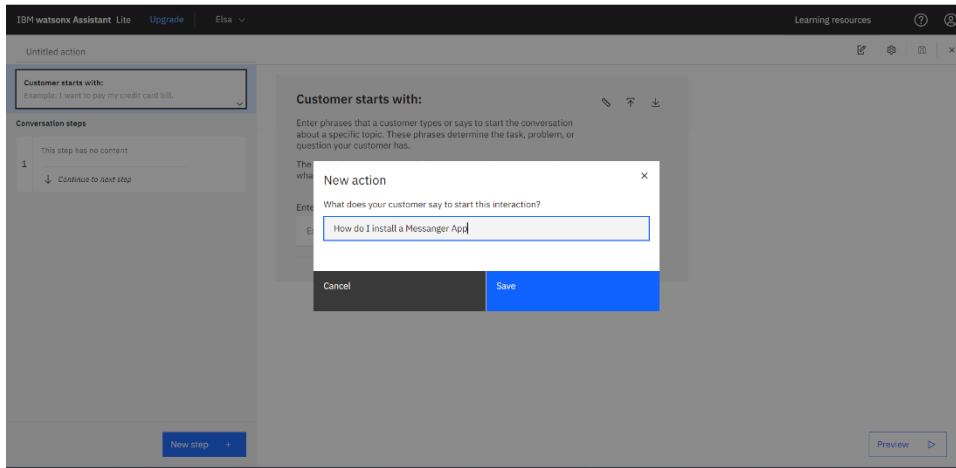 IBM watsonx Assistant Lite Upgrade Elsa Learning resources
Untitled action
Customer starts with:
Example: I want to pay my credit card bill.
Conversation steps
1
This step has no content
Continue to next step
New step +
Customer starts with:
Enter phrases that a customer types or says to start the conversation
about a specific topic. These phrases determine the task, problem, or
question your customer has.
The
wha
Ente
New action
What does your customer say to start this interaction?
How do I install a Messanger App
Cancel Save
Preview